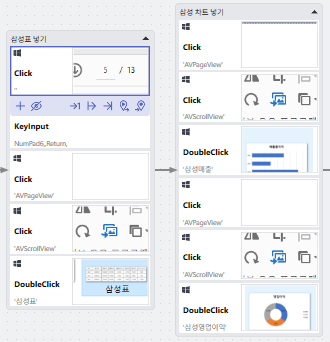 삼성표 넣기
Click
"
5 / 13
KeyInput
NumPad6,Return,
Click
'AVPageView'
Click
'AVScrollView'
DoubleClick
'삼성표'
삼성표
삼성 차트 넣기
Click
'AVPageView'
Click
'AVScrollView'
DoubleClick
'삼성매출'
Click
'AVPageView'
Click
'AVScrollView'
DoubleClick
'삼성영업이익'